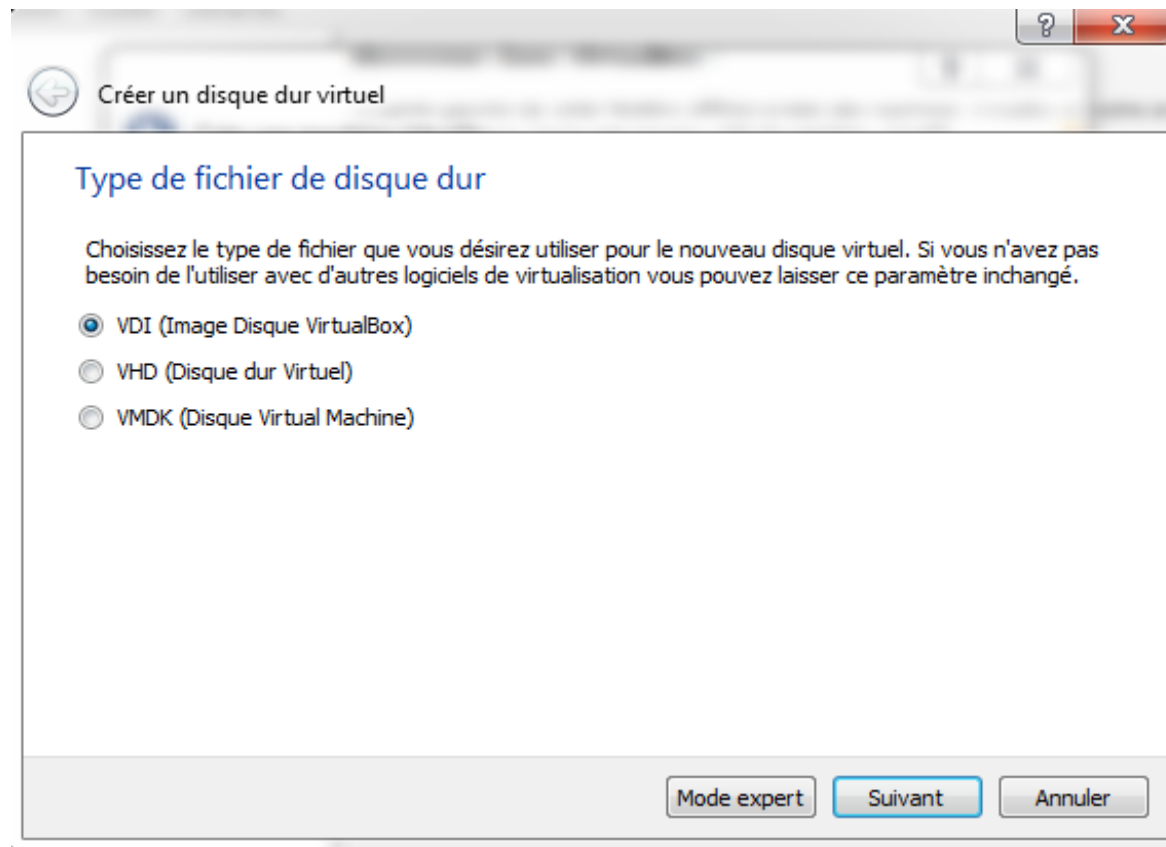 Créer un disque dur virtuel
Type de fichier de disque dur
Choisissez le type de fichier que vous désirez utiliser pour le nouveau disque virtuel. Si vous n'avez pas
besoin de l'utiliser avec d'autres logiciels de virtualisation vous pouvez laisser ce paramètre inchangé.
VDI (Image Disque VirtualBox)
VHD (Disque dur Virtuel)
VMDK (Disque Virtual Machine)
Mode expert Suivant Annuler